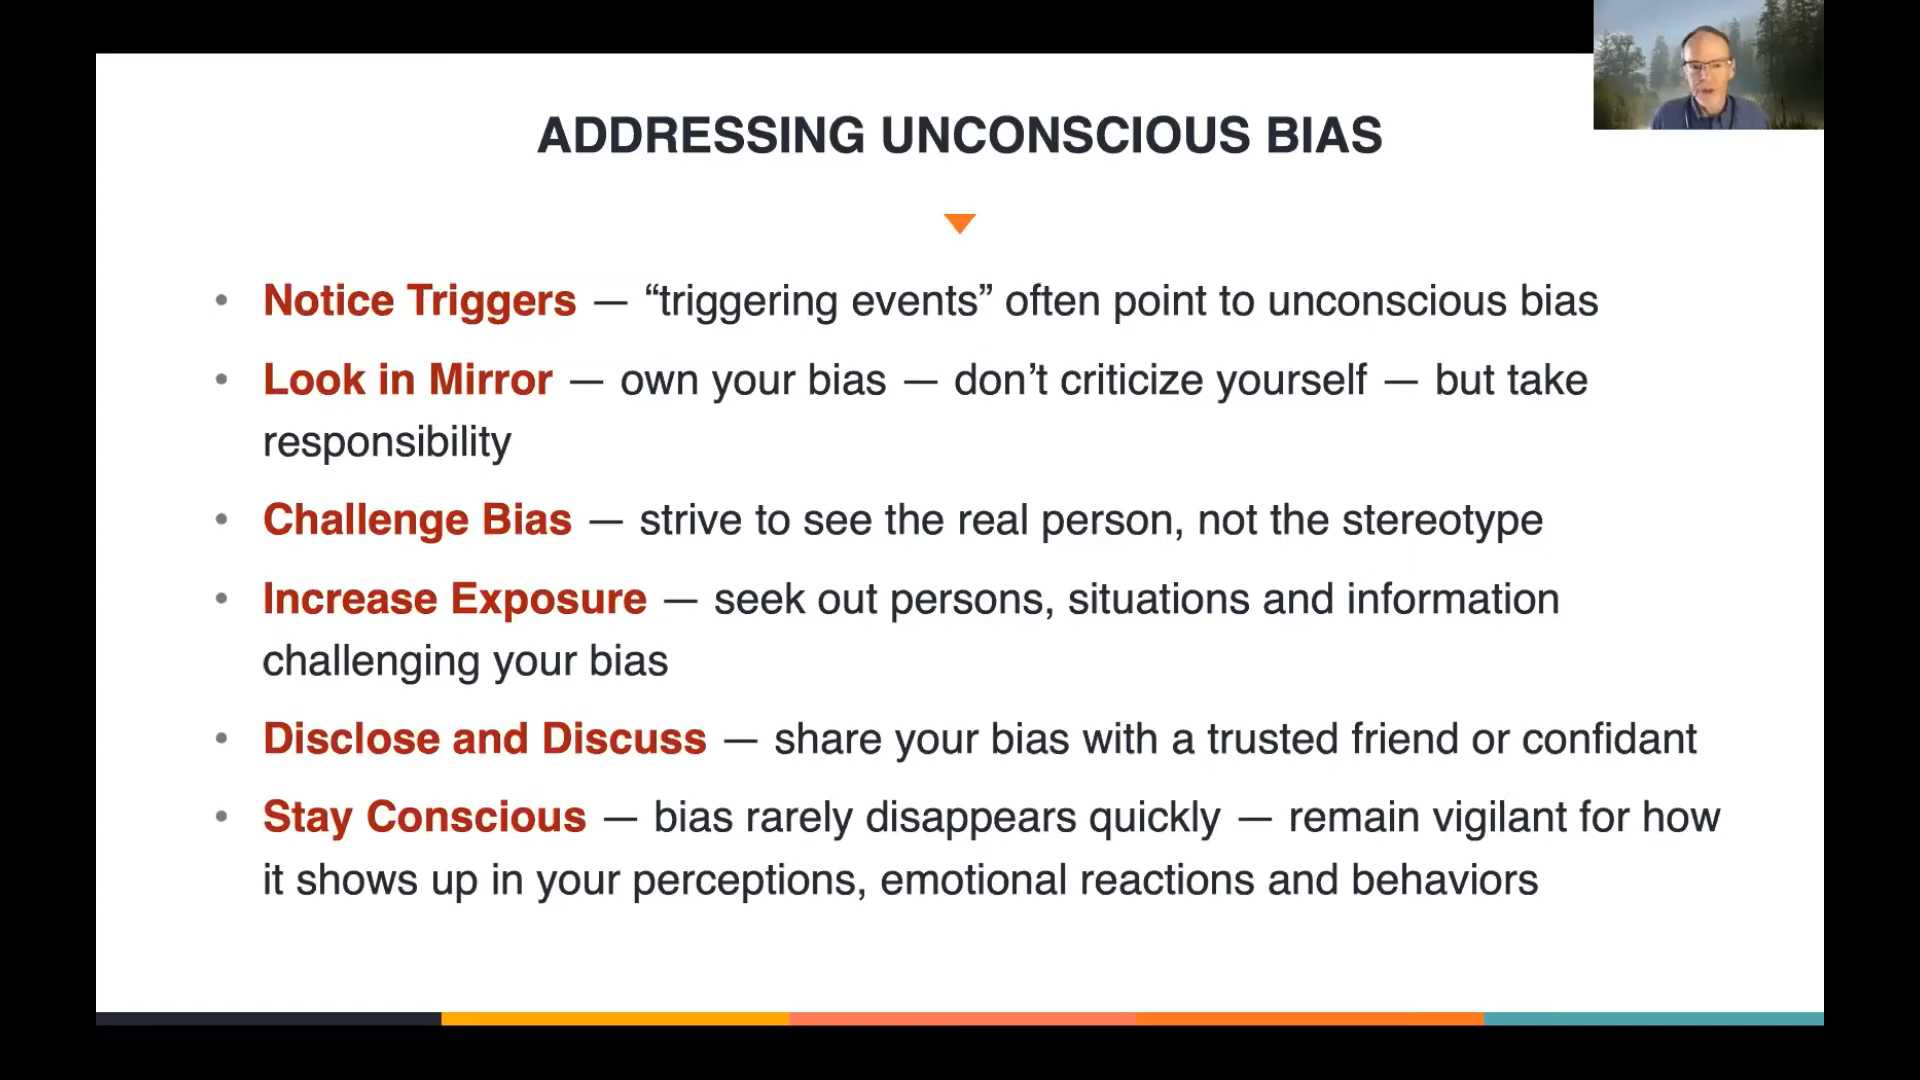 ADDRESSING UNCONSCIOUS BIAS
• Notice Triggers — “triggering events” often point to unconscious bias
• Look in Mirror — own your bias — don’t criticize yourself — but take
responsibility
• Challenge Bias — strive to see the real person, not the stereotype
• Increase Exposure — seek out persons, situations and information
challenging your bias
• Disclose and Discuss — share your bias with a trusted friend or confidant
• Stay Conscious — bias rarely disappears quickly — remain vigilant for how
it shows up in your perceptions, emotional reactions and behaviors